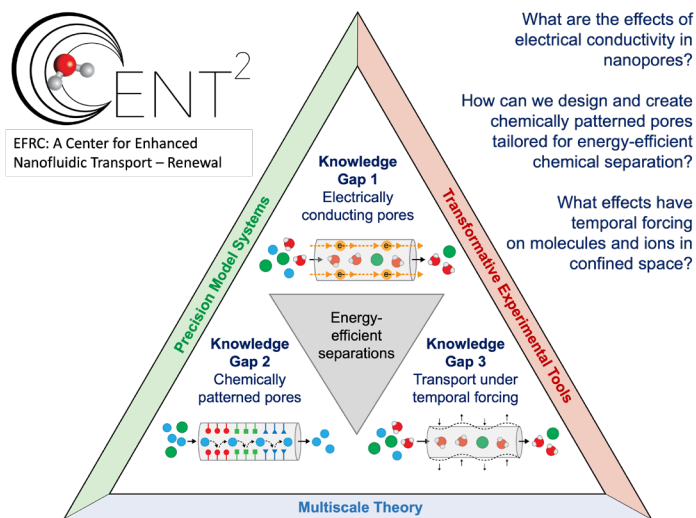 CENT2
EFRC: A Center for Enhanced
Nanofluidic Transport – Renewal
What are the effects of
electrical conductivity in
nanopores?
How can we design and create
chemically patterned pores
tailored for energy-efficient
chemical separation?
What effects have
temporal forcing
on molecules and ions in
confined space?
Precision Model Systems
Transformative Experimental Tools
Knowledge
Gap 1
Electrically
conducting pores
e-
e-
e-
e-
Energy-
efficient
separations
Knowledge
Gap 2
Chemically
patterned pores
Knowledge
Gap 3
Transport under
temporal forcing
Multiscale Theory